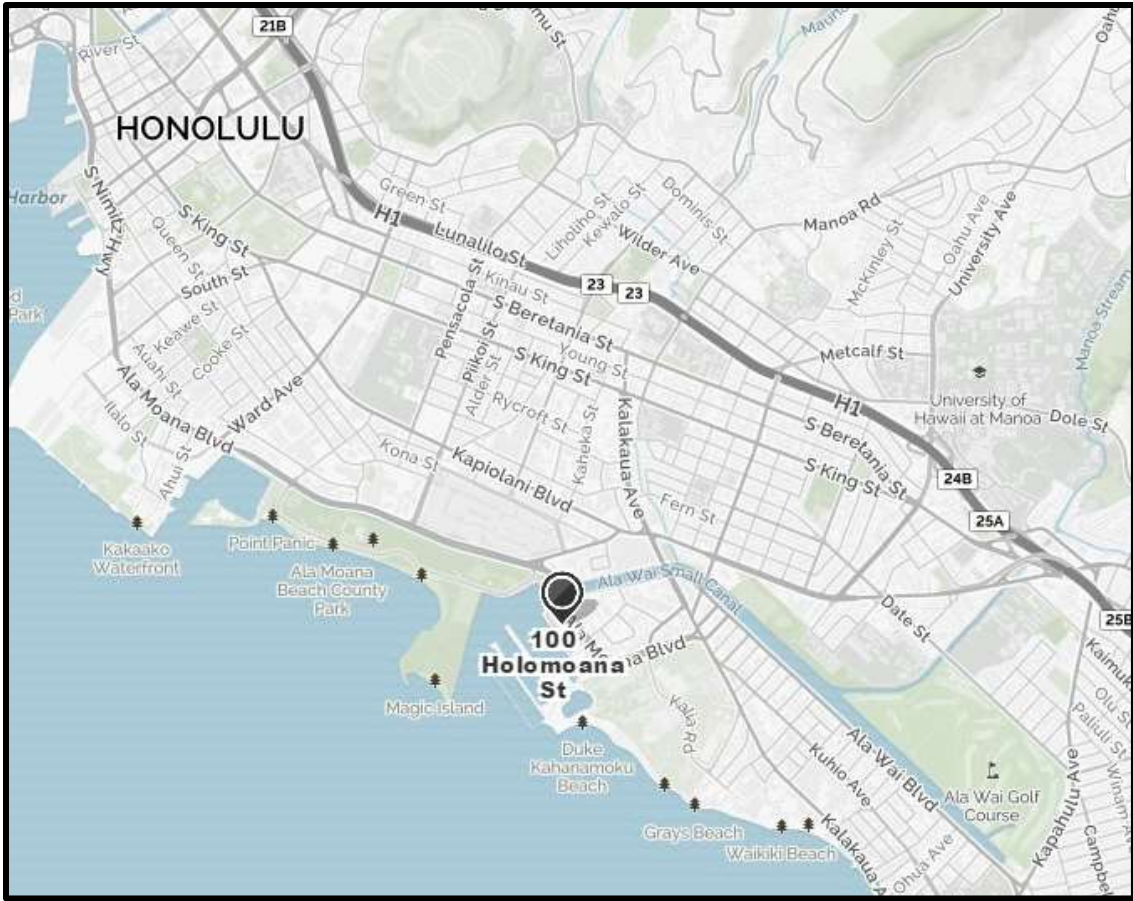 21B
River St
HONOLULU
Harbor
S Nimitz Hwy
S King St
Queen St
South St
Keawe St
Auahi St
Cooke St
Ala Moana Blvd
Ilalo St
Ahui St
Ward Ave
Green St
H1
Lunalilo St
Kinau St
Pensacola St
Piikoi St
Alder St
Liholiho St
Kewalo St
Dominis St
Wilder Ave
23
23
S Beretania St
Young St
S King St
Rycroft St
Kaheka St
Kalakaua Ave
Kona St
Kapiolani Blvd
Fern St
Manoa Rd
McKinley St
Oahu Ave
University Ave
Metcalf St
Manoa Stream
University of
Hawaii at Manoa
Dole St
H1
S Beretania St
S King St
24B
25A
25B
Park
Kakaako
Waterfront
Point Panic
Ala Moana
Beach County
Park
Magic Island
Ala Wai Small Canal
100
Holomoana
St
Kalia Rd
Duke
Kahanamoku
Beach
Grays Beach
Waikiki Beach
Date St
Ala Wai Blvd
Kuhio Ave
Kalakaua
Ohua Ave
Ala Wai Golf
Course
Kapahulu Ave
Olu St
Paliuli St